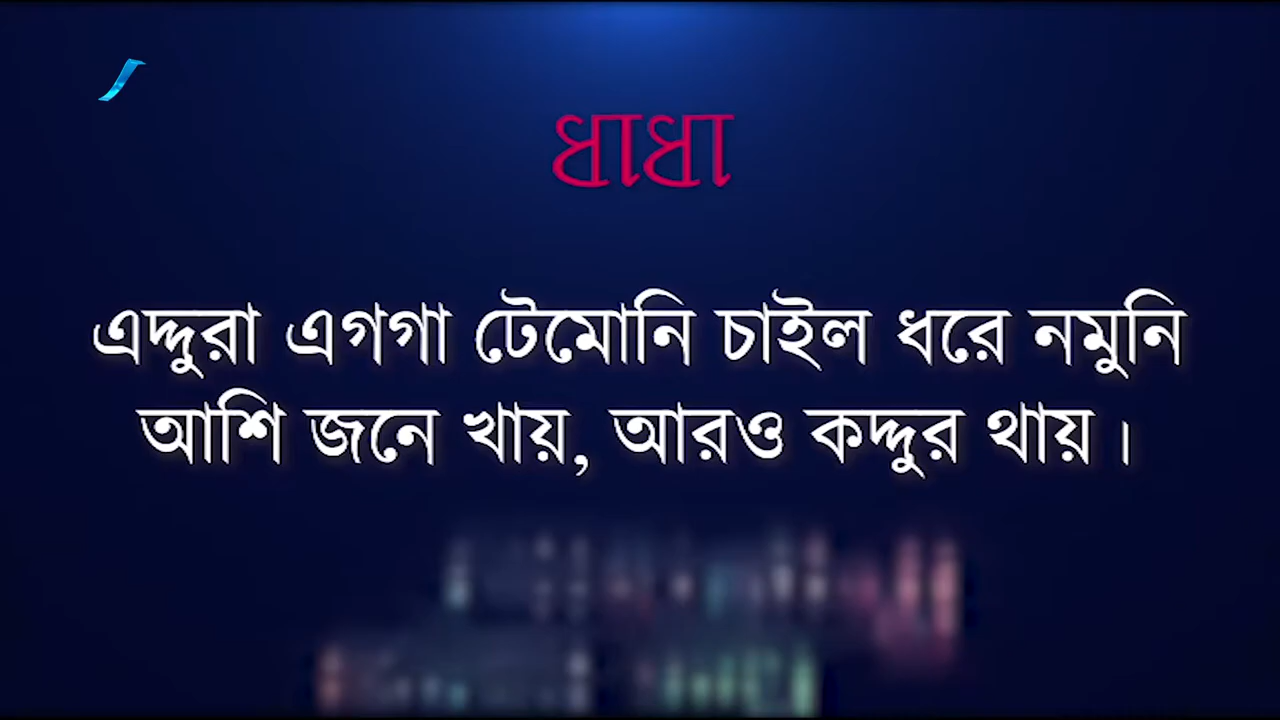 ধাধা
এদ্দুরা এগগা টেমোনি চাইল ধরে নমুনি
আশি জনে খায়, আরও কদ্দুর থায়।